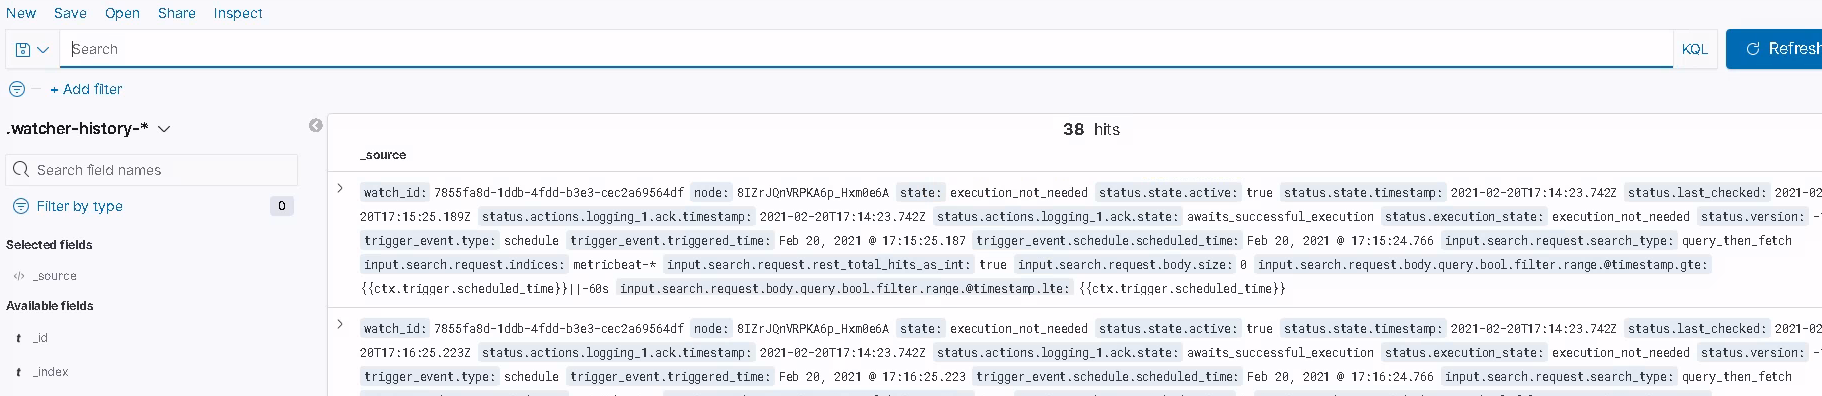 New Save Open Share Inspect
Search KQL Refresh
+ Add filter
.watcher-history-*
38 hits
Search field names
_source
Filter by type 0
Selected fields
_source
Available fields
_id
_index
watch_id: 7855fa8d-1ddb-4fdd-b3e3-cec2a69564df node: 8IZrJQnVRPKA6p_Hxm0e6A state: execution_not_needed status.state.active: true status.state.timestamp: 2021-02-20T17:14:23.742Z status.last_checked: 2021-02
20T17:15:25.189Z status.actions.logging_1.ack.timestamp: 2021-02-20T17:14:23.742Z status.actions.logging_1.ack.state: awaits_successful_execution status.execution_state: execution_not_needed status.version: -
trigger_event.type: schedule trigger_event.triggered_time: Feb 20, 2021 @ 17:15:25.187 trigger_event.schedule.scheduled_time: Feb 20, 2021 @ 17:15:24.766 input.search.request.search_type: query_then_fetch
input.search.request.indices: metricbeat-* input.search.request.rest_total_hits_as_int: true input.search.request.body.size: 0 input.search.request.body.query.bool.filter.range.@timestamp.gte:
{{ctx.trigger.scheduled_time}}||-60s input.search.request.body.query.bool.filter.range.@timestamp.lte: {{ctx.trigger.scheduled_time}}
watch_id: 7855fa8d-1ddb-4fdd-b3e3-cec2a69564df node: 8IZrJQnVRPKA6p_Hxm0e6A state: execution_not_needed status.state.active: true status.state.timestamp: 2021-02-20T17:14:23.742Z status.last_checked: 2021-02
20T17:16:25.223Z status.actions.logging_1.ack.timestamp: 2021-02-20T17:14:23.742Z status.actions.logging_1.ack.state: awaits_successful_execution status.execution_state: execution_not_needed status.version: -
trigger_event.type: schedule trigger_event.triggered_time: Feb 20, 2021 @ 17:16:25.223 trigger_event.schedule.scheduled_time: Feb 20, 2021 @ 17:16:24.766 input.search.request.search_type: query_then_fetch